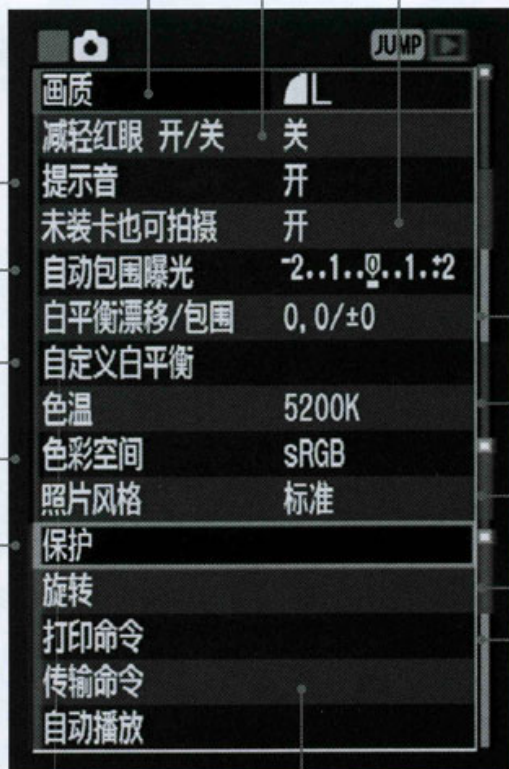 JUMP
画质 L
减轻红眼 开/关 关
提示音 开
未装卡也可拍摄 开
自动包围曝光 -2..1..0..1..+2
白平衡漂移/包围 0,0/±0
自定义白平衡
色温 5200K
色彩空间 sRGB
照片风格 标准
保护
旋转
打印命令
传输命令
自动播放